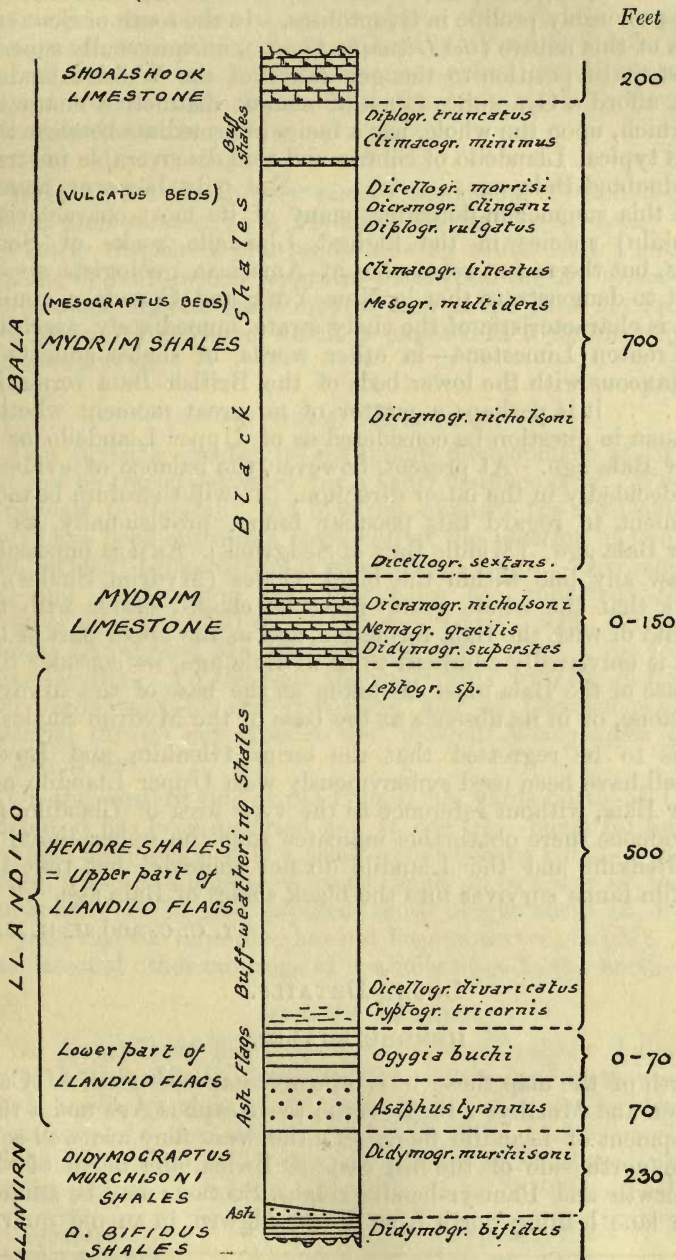 Feet
SHOALSHOOK
LIMESTONE
200
Buff
shales
Diplogr. truncatus
Climacogr. minimus
(VULGATUS BEDS)
Dicellogr. morrisi
Dicranogr. clingani
Diplogr. vulgatus
Climacogr. lineatus
(MESOGRAPTUS BEDS)
Mesogr. multidens
BALA
MYDRIM SHALES
Black Shales
700
Dicranogr. nicholsoni
Dicellogr. sextans.
MYDRIM
LIMESTONE
Dicranogr. nicholsoni
Nemagr. gracilis
Didymogr. superstes
0-150
Leptogr. sp.
LLANDILO
HENDRE SHALES
= Upper part of
LLANDILO FLAGS
Buff-weathering Shales
500
Dicellogr. divaricatus
Cryptogr. tricornis
Lower part of
LLANDILO FLAGS
Flags
Ogygia buchi
0-70
Ash
Asaphus tyrannus
70
LLANVIRN
DIDYMOGRAPTUS
MURCHISONI
SHALES
Didymogr. murchisoni
230
Ash
D. BIFIDUS
SHALES
Didymogr. bifidus